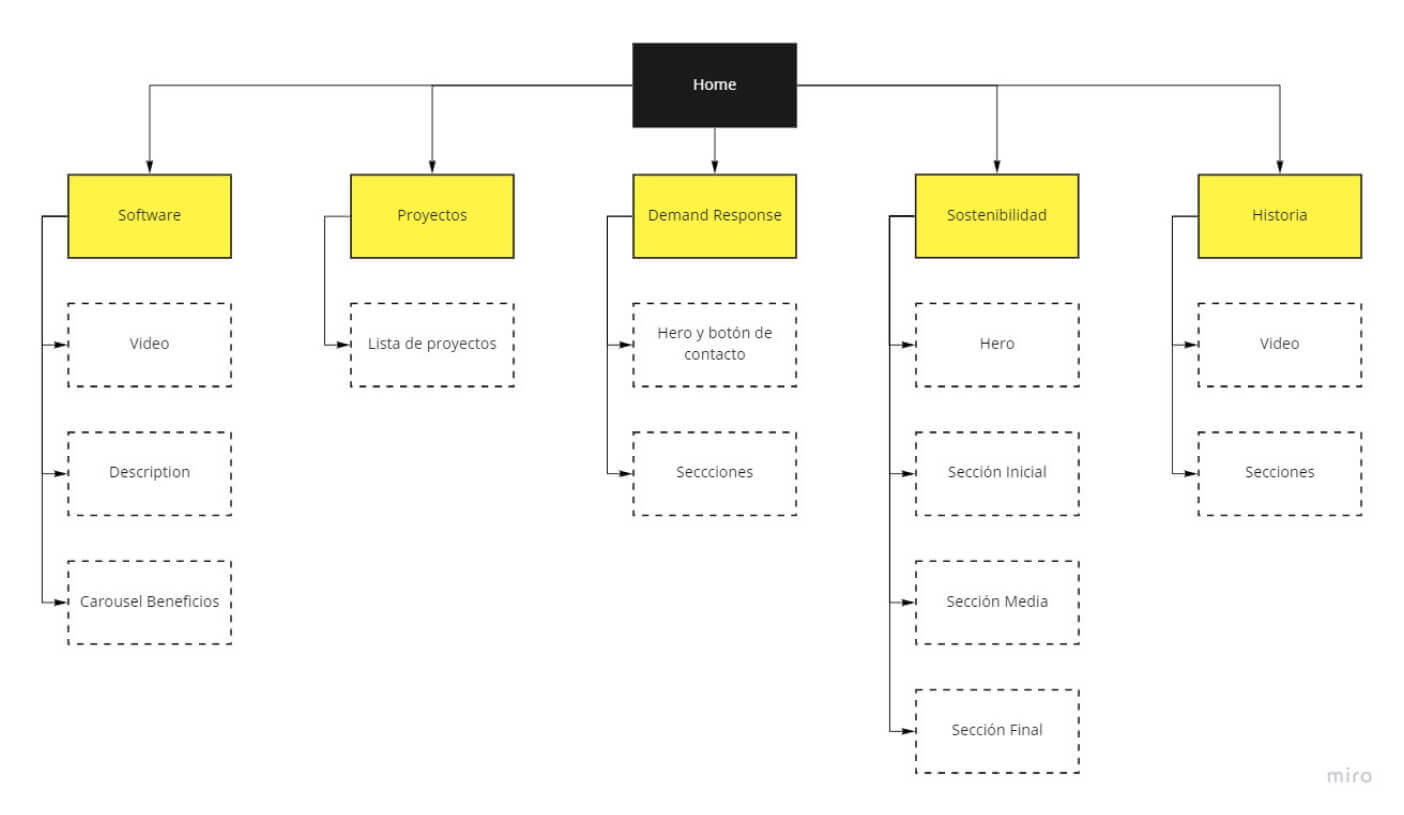 Home
Software
Proyectos
Demand Response
Sostenibilidad
Historia
Video
Lista de proyectos
Hero y botón de
contacto
Hero
Video
Description
Seccciones
Sección Inicial
Secciones
Carousel Beneficios
Sección Media
Sección Final
miro